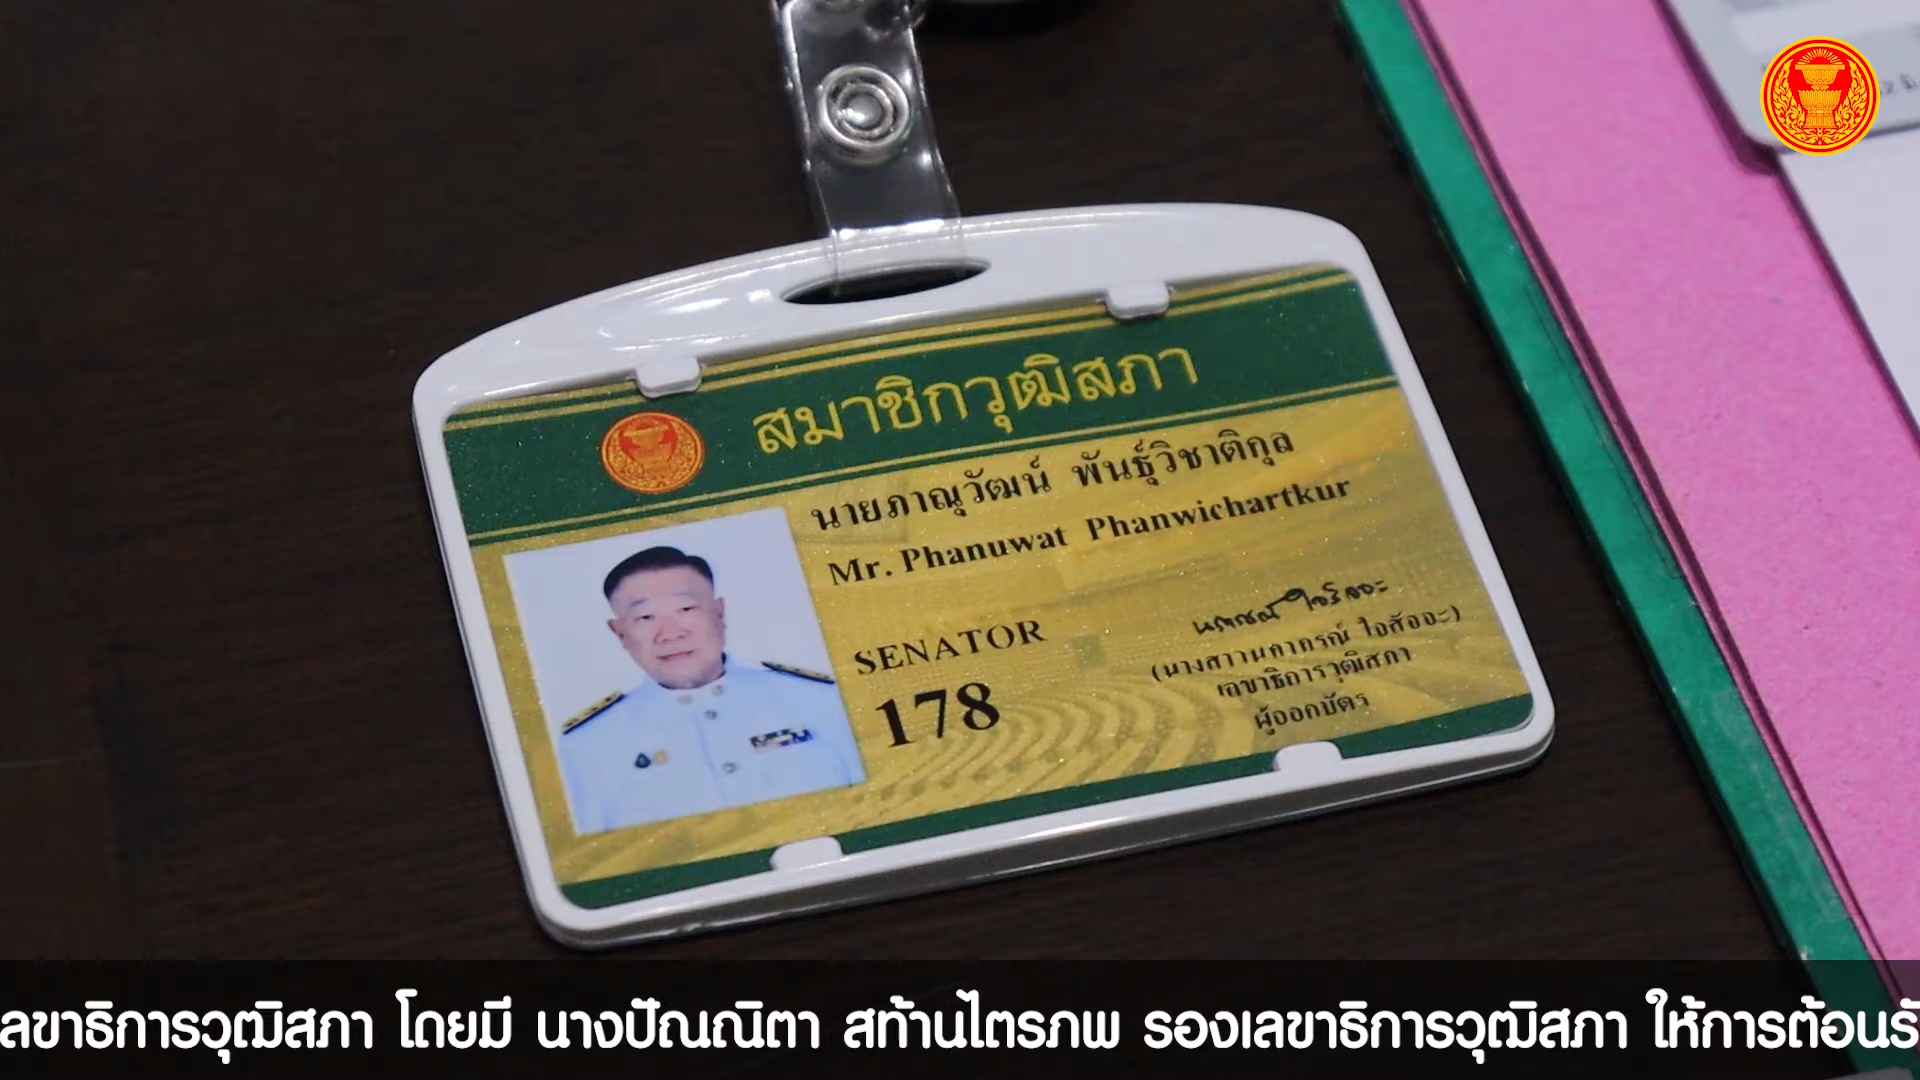 สมาชิกวุฒิสภา
นายภาณุวัฒน์ พันธุ์วิชาติกุล
Mr. Phanuwat Phanwichartkur
SENATOR
178
(นางสาวนภาภรณ์ ใจสัจจะ)
เลขาธิการวุฒิสภา
ผู้ออกบัตร
ลขาธิการวุฒิสภา โดยมี นางปัณณิตา สท้านไตรภพ รองเลขาธิการวุฒิสภา ให้การต้อนรั